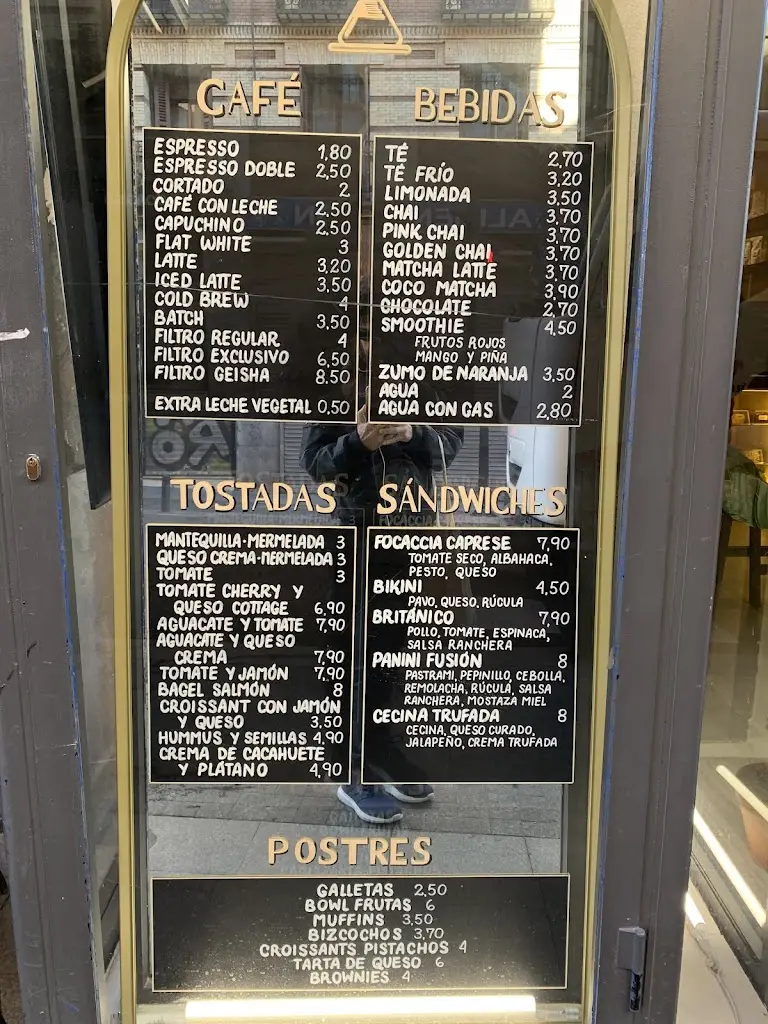 CAFÉ
ESPRESSO 1,80
ESPRESSO DOBLE 2,50
CORTADO 2
CAFÉ CON LECHE 2,50
CAPUCHINO 2,50
FLAT WHITE 3
LATTE 3,20
ICED LATTE 3,50
COLD BREW 4
BATCH 3,50
FILTRO REGULAR 4
FILTRO EXCLUSIVO 6,50
FILTRO GEISHA 8,50
EXTRA LECHE VEGETAL 0,50
BEBIDAS
TÉ 2,70
TÉ FRÍO 3,20
LIMONADA 3,50
CHAI 3,70
PINK CHAI 3,70
GOLDEN CHAI 3,70
MATCHA LATTE 3,70
COCO MATCHA 3,90
CHOCOLATE 2,70
SMOOTHIE 4,50
FRUTOS ROJOS
MANGO Y PIÑA
ZUMO DE NARANJA 3,50
AGUA 2
AGUA CON GAS 2,80
TOSTADAS
MANTEQUILLA-MERMELADA 3
QUESO CREMA-MERMELADA 3
TOMATE 3
TOMATE CHERRY Y
QUESO COTTAGE 6,90
AGUACATE Y TOMATE 7,90
AGUACATE Y QUESO
CREMA 7,90
TOMATE Y JAMÓN 7,90
BAGEL SALMÓN 8
CROISSANT CON JAMÓN
Y QUESO 3,50
HUMMUS Y SEMILLAS 4,90
CREMA DE CACAHUETE
Y PLÁTANO 4,90
SÁNDWICHES
FOCACCIA CAPRESE 7,90
TOMATE SECO, ALBAHACA,
PESTO, QUESO
BIKINI 4,50
PAVO, QUESO, RÚCULA
BRITÁNICO 7,90
POLLO, TOMATE, ESPINACA,
SALSA RANCHERA
PANINI FUSIÓN 8
PASTRAMI, PEPINILLO, CEBOLLA,
REMOLACHA, RÚCULA, SALSA
RANCHERA, MOSTAZA MIEL
CECINA TRUFADA 8
CECINA, QUESO CURADO,
JALAPEÑO, CREMA TRUFADA
POSTRES
GALLETAS 2,50
BOWL FRUTAS 6
MUFFINS 3,50
BIZCOCHOS 3,70
CROISSANTS PISTACHOS 4
TARTA DE QUESO 6
BROWNIES 4